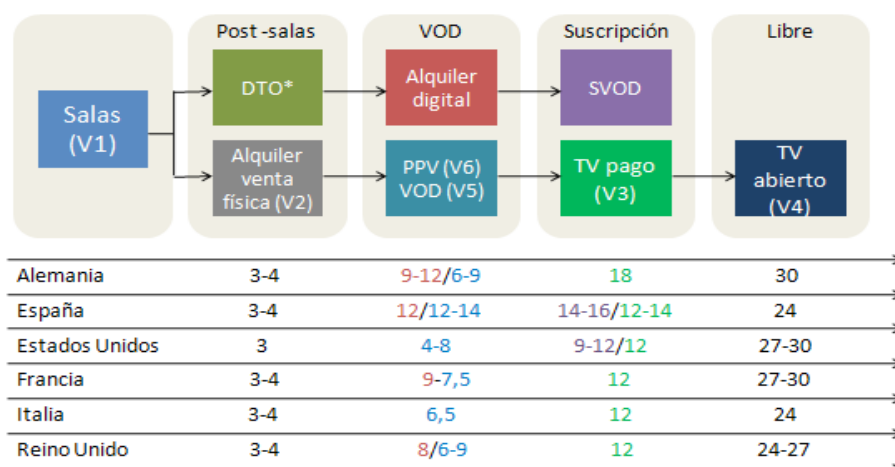 Post -salas VOD Suscripción Libre
Salas
(V1)
DTO*
Alquiler
digital
SVOD
Alquiler
venta
física (V2)
PPV (V6)
VOD (V5)
TV pago
(V3)
TV
abierto
(V4)
Alemania 3-4 9-12/6-9 18 30
España 3-4 12/12-14 14-16/12-14 24
Estados Unidos 3 4-8 9-12/12 27-30
Francia 3-4 9-7,5 12 27-30
Italia 3-4 6,5 12 24
Reino Unido 3-4 8/6-9 12 24-27